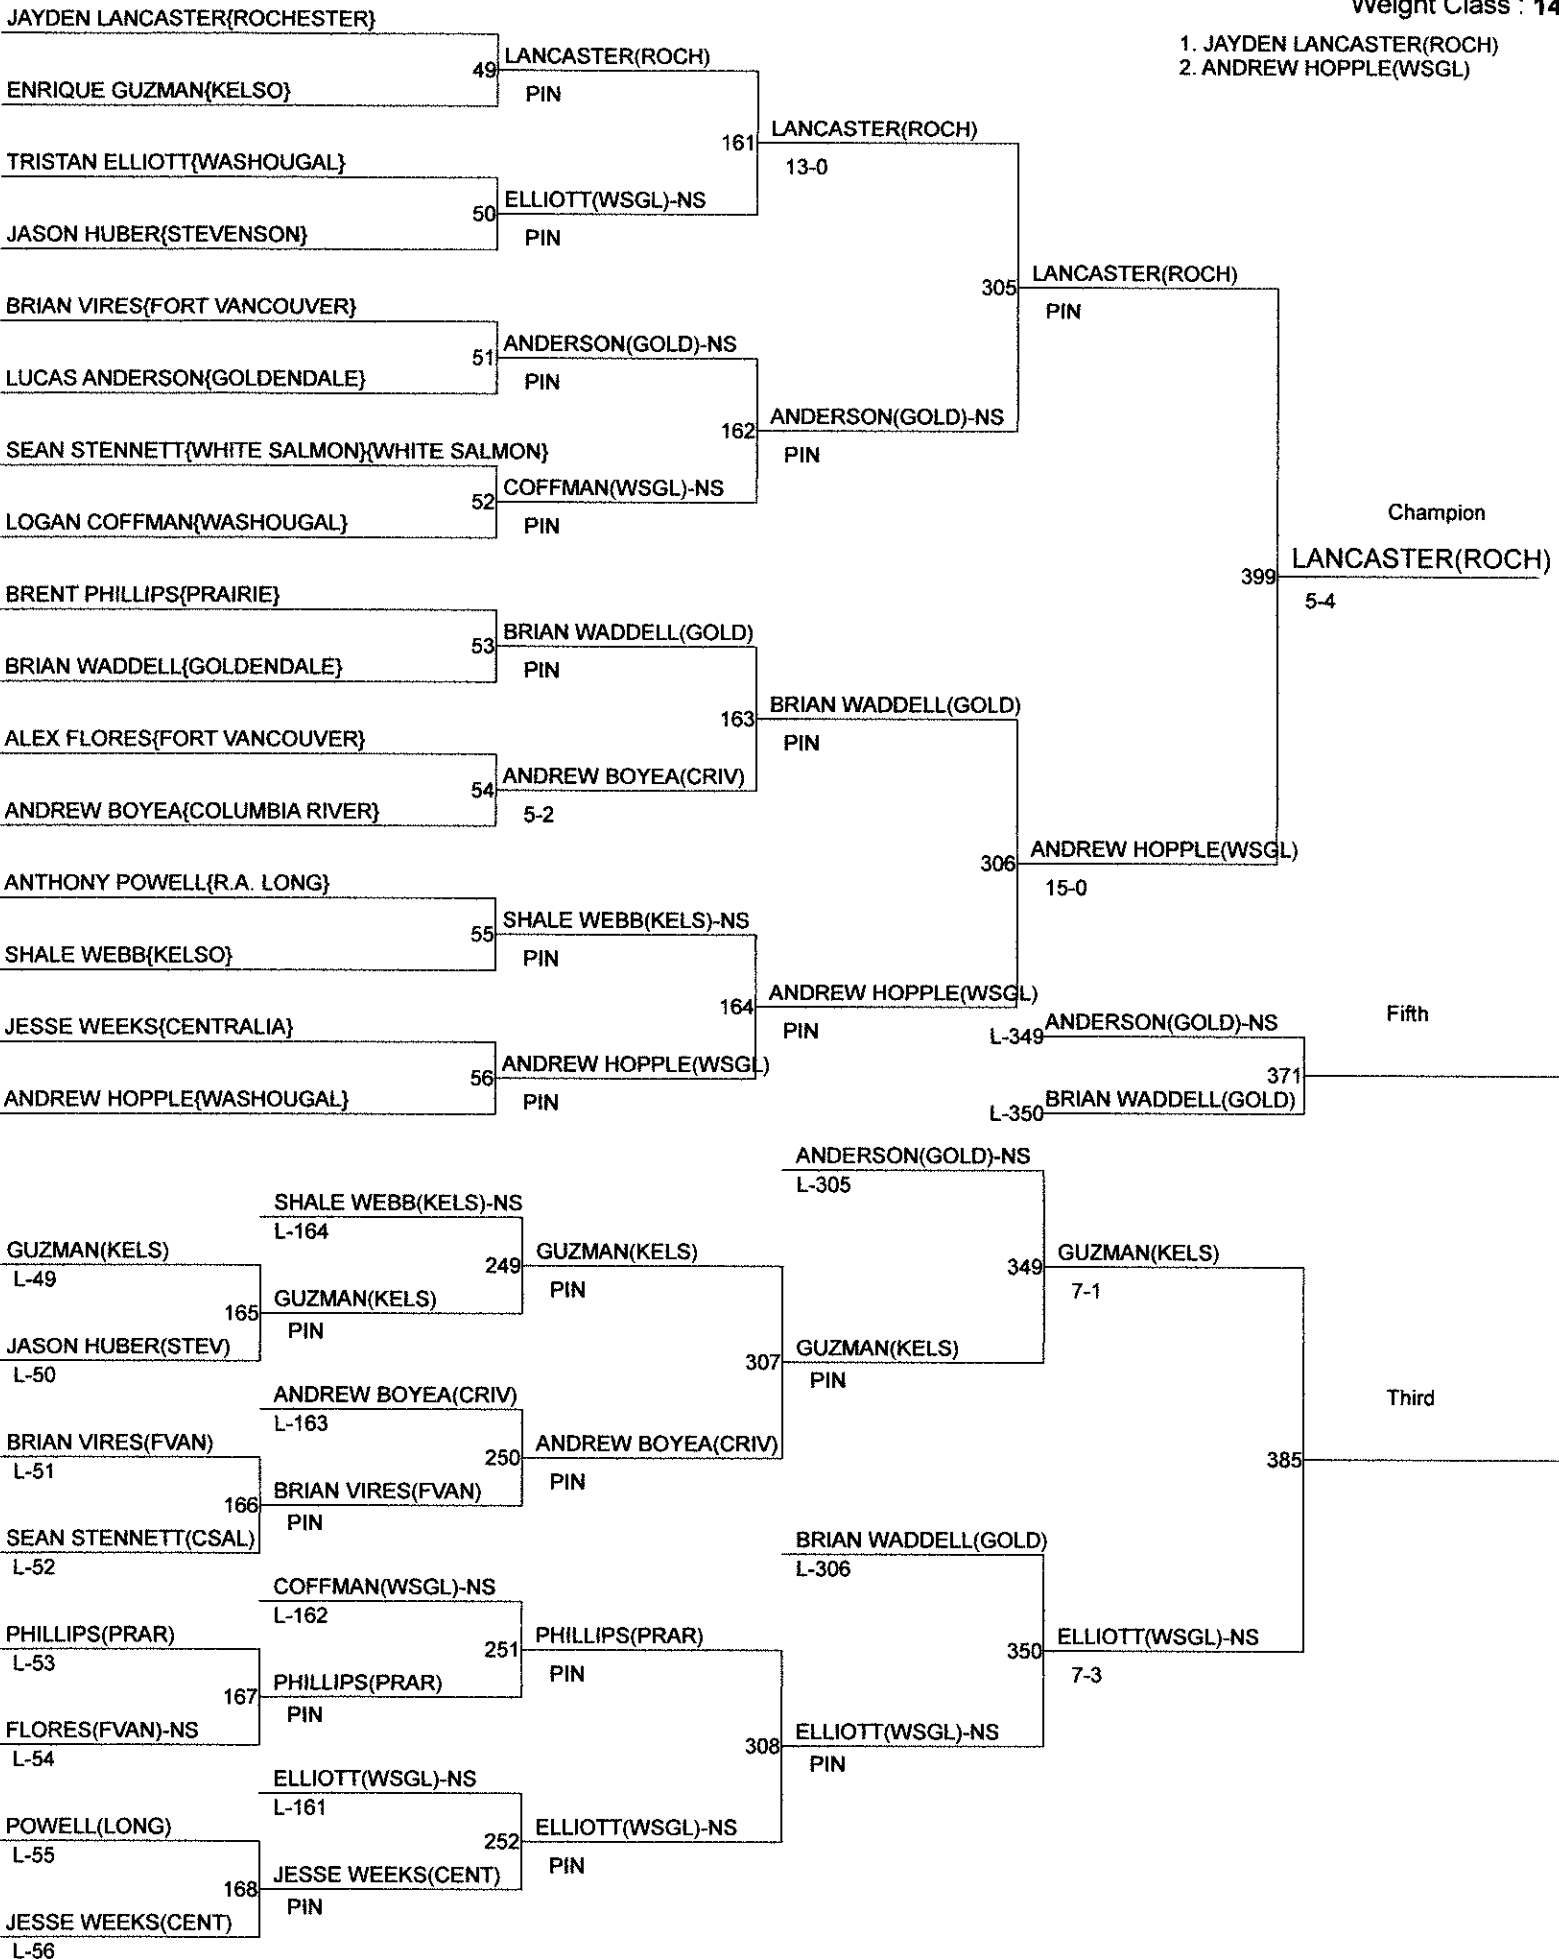 JAYDEN LANCASTER{ROCHESTER}
Weight Class : 14
1. JAYDEN LANCASTER(ROCH)
2. ANDREW HOPPLE(WSGL)
49 LANCASTER(ROCH)
ENRIQUE GUZMAN{KELSO}
PIN
161 LANCASTER(ROCH)
13-0
TRISTAN ELLIOTT{WASHOUGAL}
50 ELLIOTT(WSGL)-NS
PIN
JASON HUBER{STEVENSON}
305 LANCASTER(ROCH)
PIN
BRIAN VIRES{FORT VANCOUVER}
51 ANDERSON(GOLD)-NS
PIN
LUCAS ANDERSON{GOLDENDALE}
162 ANDERSON(GOLD)-NS
PIN
SEAN STENNETT{WHITE SALMON}{WHITE SALMON}
52 COFFMAN(WSGL)-NS
PIN
LOGAN COFFMAN{WASHOUGAL}
Champion
399 LANCASTER(ROCH)
5-4
BRENT PHILLIPS{PRAIRIE}
53 BRIAN WADDELL(GOLD)
PIN
BRIAN WADDELL{GOLDENDALE}
163 BRIAN WADDELL(GOLD)
PIN
ALEX FLORES{FORT VANCOUVER}
54 ANDREW BOYEA(CRIV)
5-2
ANDREW BOYEA{COLUMBIA RIVER}
306 ANDREW HOPPLE(WSGL)
15-0
ANTHONY POWELL{R.A. LONG}
55 SHALE WEBB(KELS)-NS
PIN
SHALE WEBB{KELSO}
164 ANDREW HOPPLE(WSGL)
PIN
JESSE WEEKS{CENTRALIA}
56 ANDREW HOPPLE(WSGL)
PIN
ANDREW HOPPLE{WASHOUGAL}
Fifth
L-349 ANDERSON(GOLD)-NS
371
L-350 BRIAN WADDELL(GOLD)
ANDERSON(GOLD)-NS
L-305
SHALE WEBB(KELS)-NS
L-164
GUZMAN(KELS)
L-49
249 GUZMAN(KELS)
PIN
349 GUZMAN(KELS)
7-1
165 GUZMAN(KELS)
PIN
JASON HUBER(STEV)
L-50
307 GUZMAN(KELS)
PIN
ANDREW BOYEA(CRIV)
L-163
Third
BRIAN VIRES(FVAN)
L-51
250 ANDREW BOYEA(CRIV)
PIN
385
166 BRIAN VIRES(FVAN)
PIN
SEAN STENNETT(CSAL)
L-52
BRIAN WADDELL(GOLD)
L-306
COFFMAN(WSGL)-NS
L-162
PHILLIPS(PRAR)
L-53
251 PHILLIPS(PRAR)
PIN
350 ELLIOTT(WSGL)-NS
7-3
167 PHILLIPS(PRAR)
PIN
FLORES(FVAN)-NS
L-54
308 ELLIOTT(WSGL)-NS
PIN
ELLIOTT(WSGL)-NS
L-161
POWELL(LONG)
L-55
252 ELLIOTT(WSGL)-NS
PIN
168 JESSE WEEKS(CENT)
PIN
JESSE WEEKS(CENT)
L-56